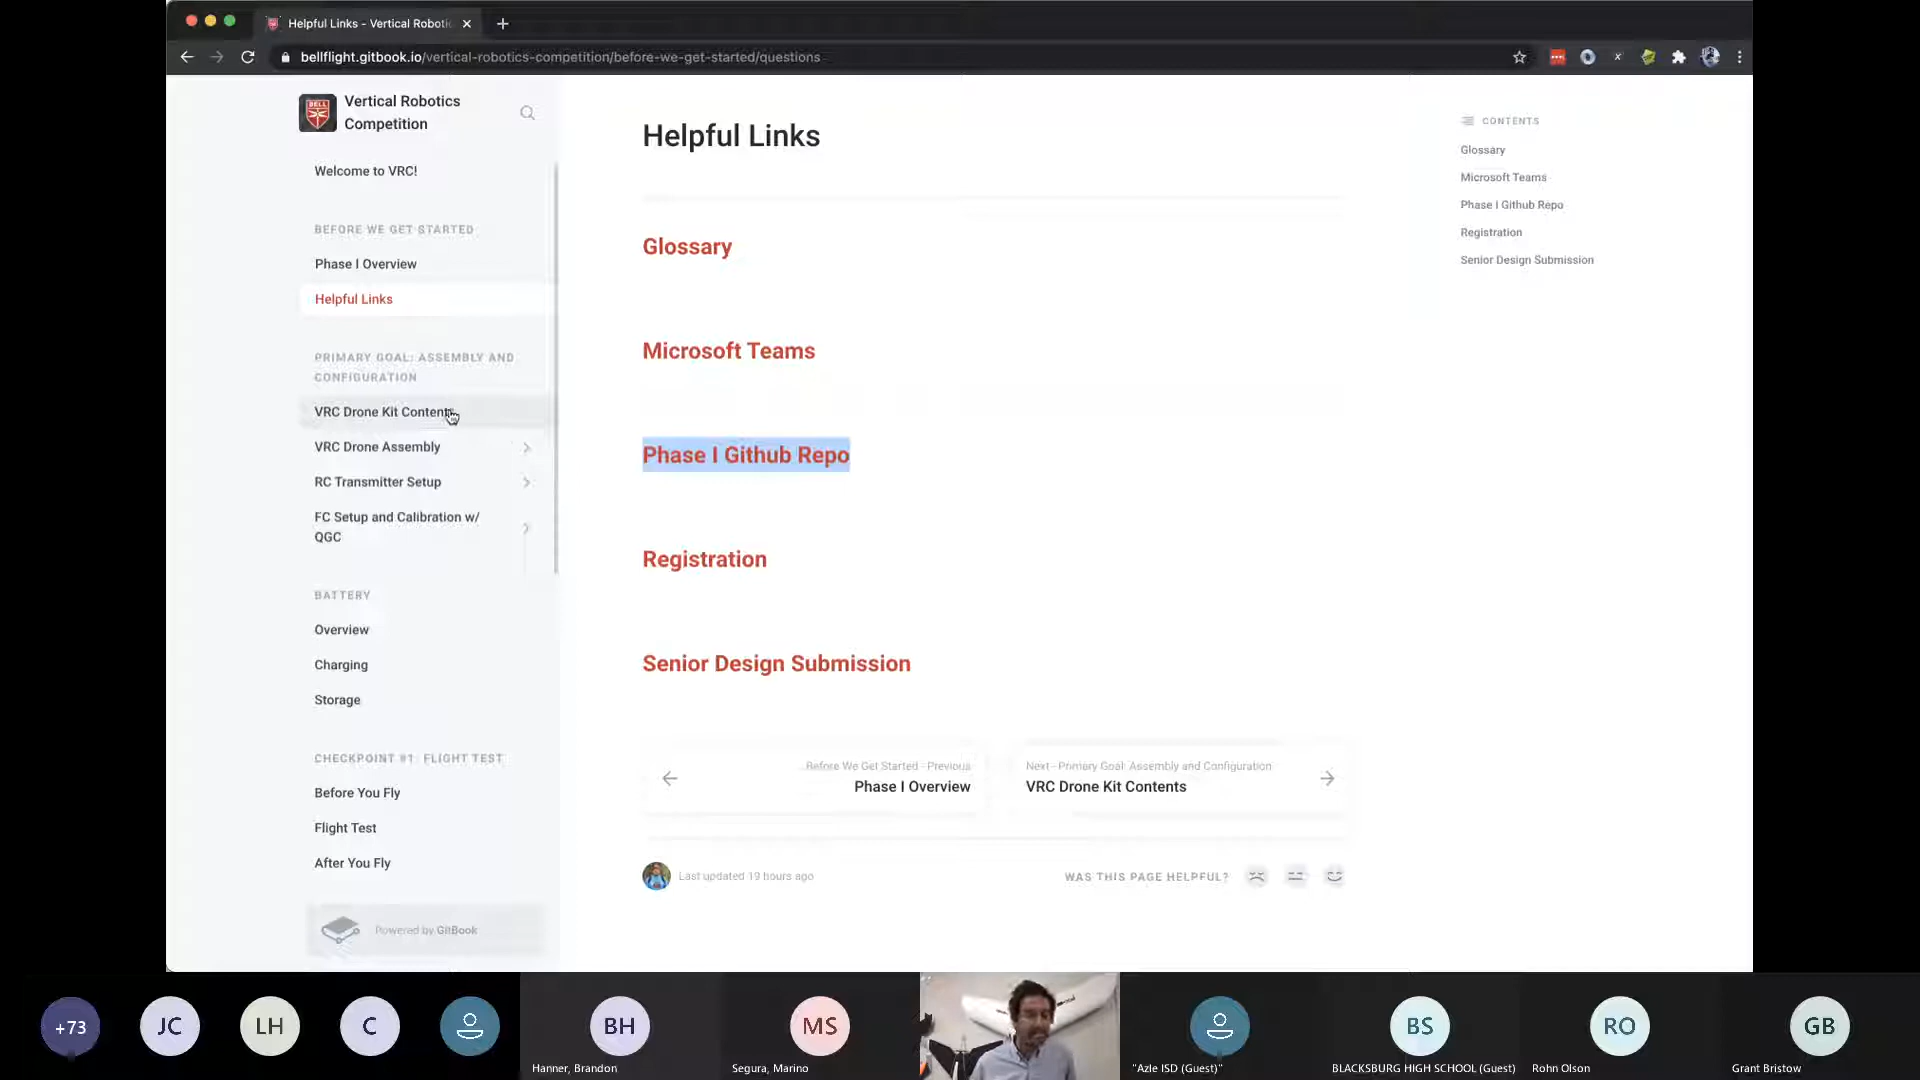 Helpful Links - Vertical Roboti
bellflight.gitbook.io/vertical-robotics-competition/before-we-get-started/questions
BELL
Vertical Robotics
Competition
Welcome to VRC!
BEFORE WE GET STARTED
Phase I Overview
Helpful Links
PRIMARY GOAL: ASSEMBLY AND
CONFIGURATION
VRC Drone Kit Contents
VRC Drone Assembly
RC Transmitter Setup
FC Setup and Calibration w/
QGC
BATTERY
Overview
Charging
Storage
CHECKPOINT #1: FLIGHT TEST
Before You Fly
Flight Test
After You Fly
Powered by GitBook
Helpful Links
Glossary
Microsoft Teams
Phase I Github Repo
Registration
Senior Design Submission
Before We Get Started - Previous
Phase I Overview
Next - Primary Goal: Assembly and Configuration
VRC Drone Kit Contents
Last updated 19 hours ago
WAS THIS PAGE HELPFUL?
CONTENTS
Glossary
Microsoft Teams
Phase I Github Repo
Registration
Senior Design Submission
+73
JC
LH
C
BH
Hanner, Brandon
MS
Segura, Marino
"Azle ISD (Guest)"
BS
BLACKSBURG HIGH SCHOOL (Guest)
RO
Rohn Olson
GB
Grant Bristow